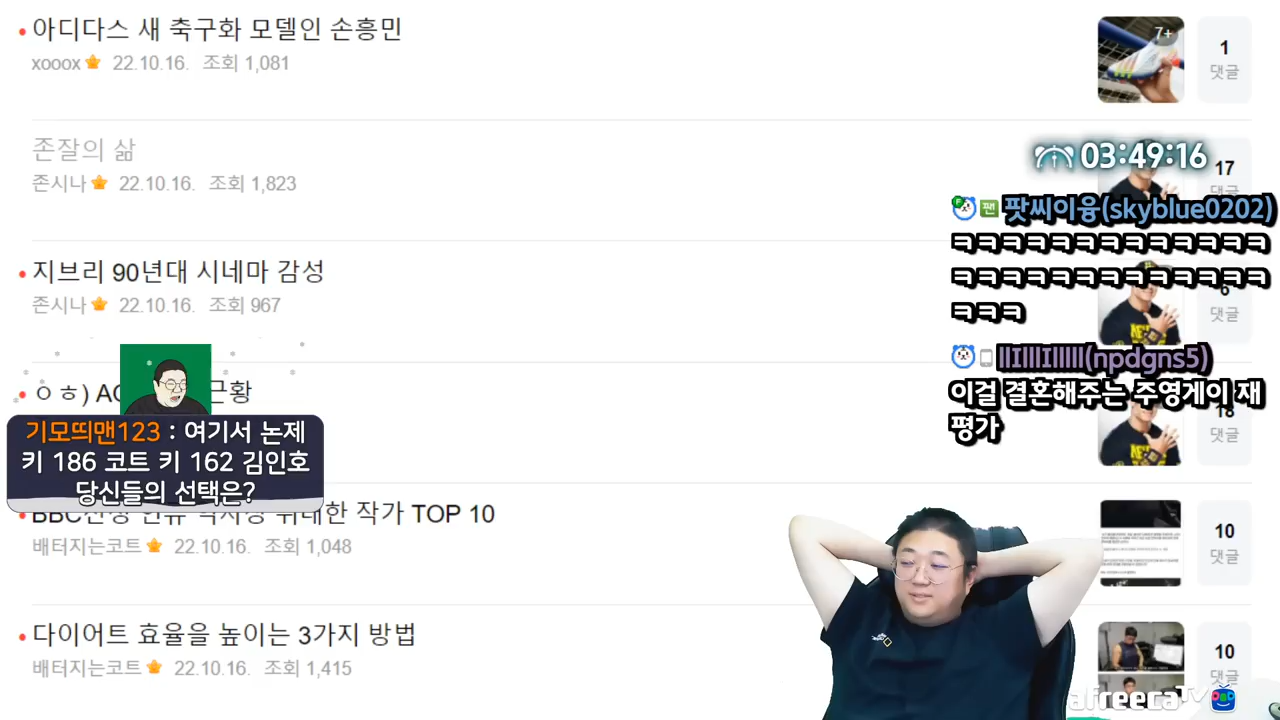 아디다스 새 축구화 모델인 손흥민
xooox 22.10.16. 조회 1,081
7+
1
댓글
존잘의 삶
존시나 22.10.16. 조회 1,823
03:49:16
17
팬 팟씨이융(skyblue0202)
ㅋㅋㅋㅋㅋㅋㅋㅋㅋㅋㅋㅋㅋ
ㅋㅋㅋㅋㅋㅋㅋㅋㅋㅋㅋㅋㅋ
ㅋㅋㅋ
지브리 90년대 시네마 감성
존시나 22.10.16. 조회 967
6
댓글
llIlllIlllll(npdgns5)
이걸 결혼해주는 주영게이 재
평가
ㅇㅎ) 근황
18
댓글
기모띄맨123 : 여기서 논제
키 186 코트 키 162 김인호
당신들의 선택은?
위대한 작가 TOP 10
배터지는코트 22.10.16. 조회 1,048
10
댓글
다이어트 효율을 높이는 3가지 방법
배터지는코트 22.10.16. 조회 1,415
10
댓글
afreecaTV